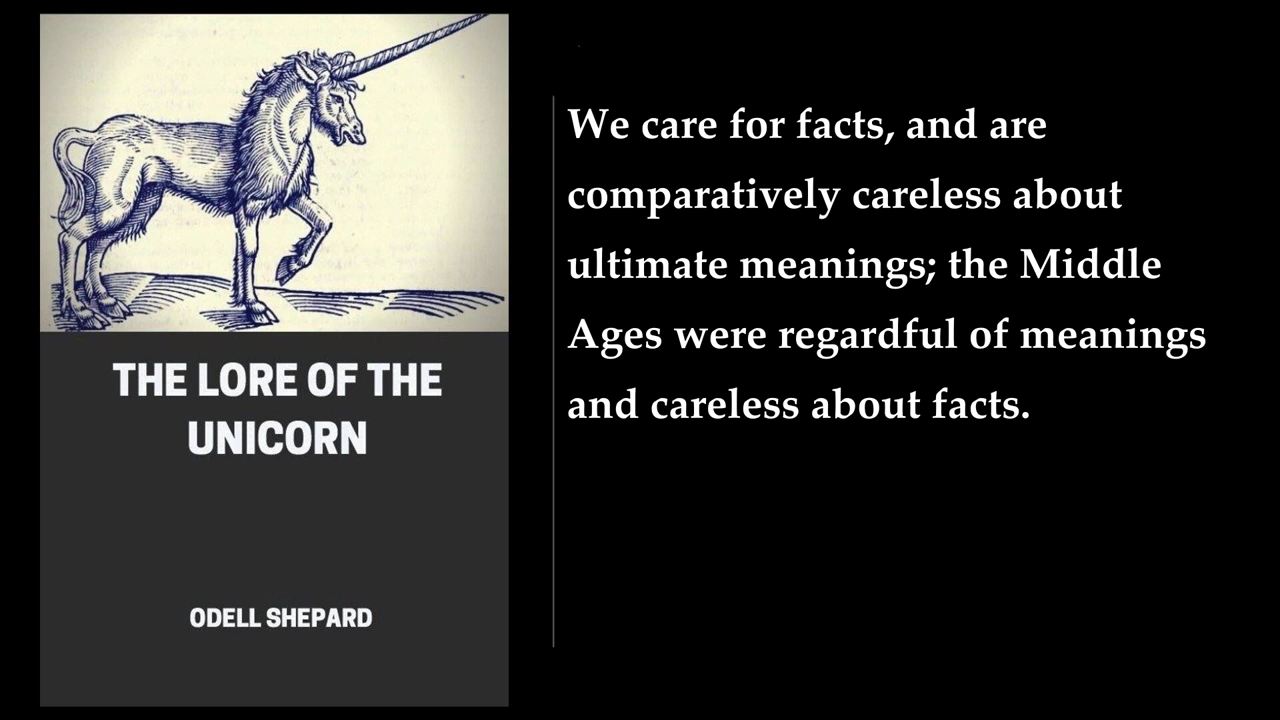 THE LORE OF THE
UNICORN
ODELL SHEPARD
We care for facts, and are
comparatively careless about
ultimate meanings; the Middle
Ages were regardful of meanings
and careless about facts.